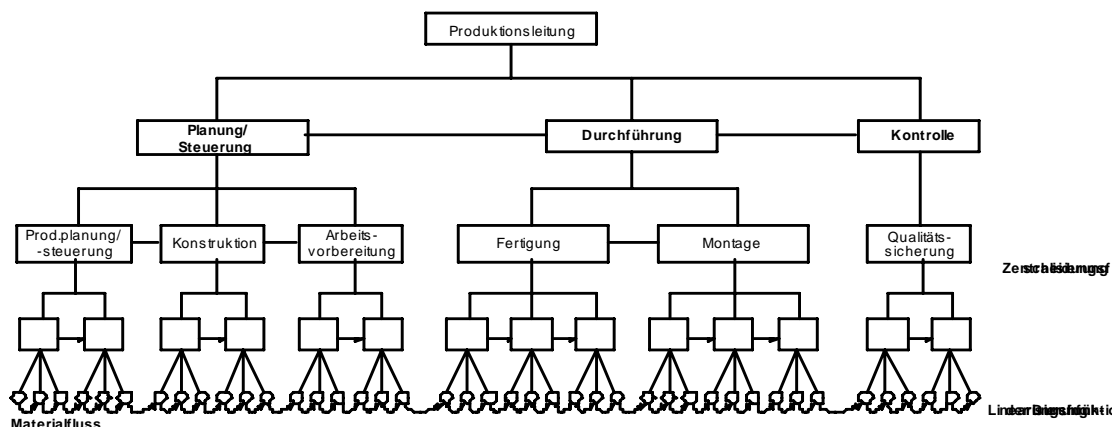 Produktionsleitung
Planung/
Steuerung
Durchführung
Kontrolle
Prod.planung/
-steuerung
Konstruktion
Arbeits-
vorbereitung
Fertigung
Montage
Qualitäts-
sicherung
Materialfluss